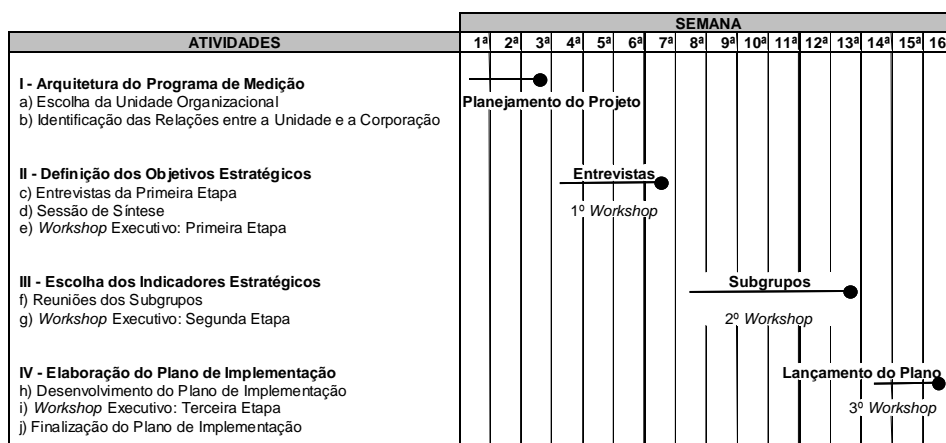 SEMANA
ATIVIDADES 1ª 2ª 3ª 4ª 5ª 6ª 7ª 8ª 9ª 10ª 11ª 12ª 13ª 14ª 15ª 16
I - Arquitetura do Programa de Medição
a) Escolha da Unidade Organizacional Planejamento do Projeto
b) Identificação das Relações entre a Unidade e a Corporação
II - Definição dos Objetivos Estratégicos Entrevistas
c) Entrevistas da Primeira Etapa
d) Sessão de Síntese 1º Workshop
e) Workshop Executivo: Primeira Etapa
III - Escolha dos Indicadores Estratégicos Subgrupos
f) Reuniões dos Subgrupos
g) Workshop Executivo: Segunda Etapa 2º Workshop
IV - Elaboração do Plano de Implementação Lançamento do Plano
h) Desenvolvimento do Plano de Implementação
i) Workshop Executivo: Terceira Etapa 3º Workshop
j) Finalização do Plano de Implementação